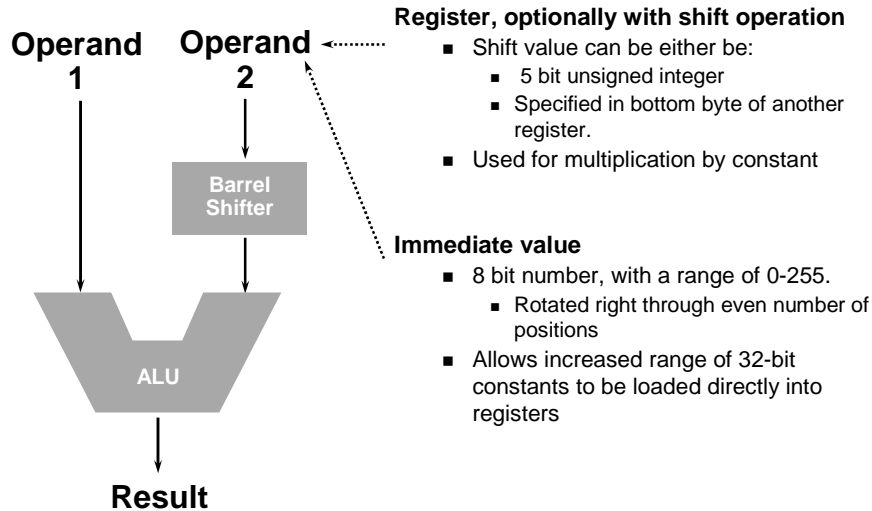 Operand 1
Operand 2
Barrel
Shifter
ALU
Result
Register, optionally with shift operation
■ Shift value can be either be:
■ 5 bit unsigned integer
■ Specified in bottom byte of another
register.
■ Used for multiplication by constant
Immediate value
■ 8 bit number, with a range of 0-255.
■ Rotated right through even number of
positions
■ Allows increased range of 32-bit
constants to be loaded directly into
registers